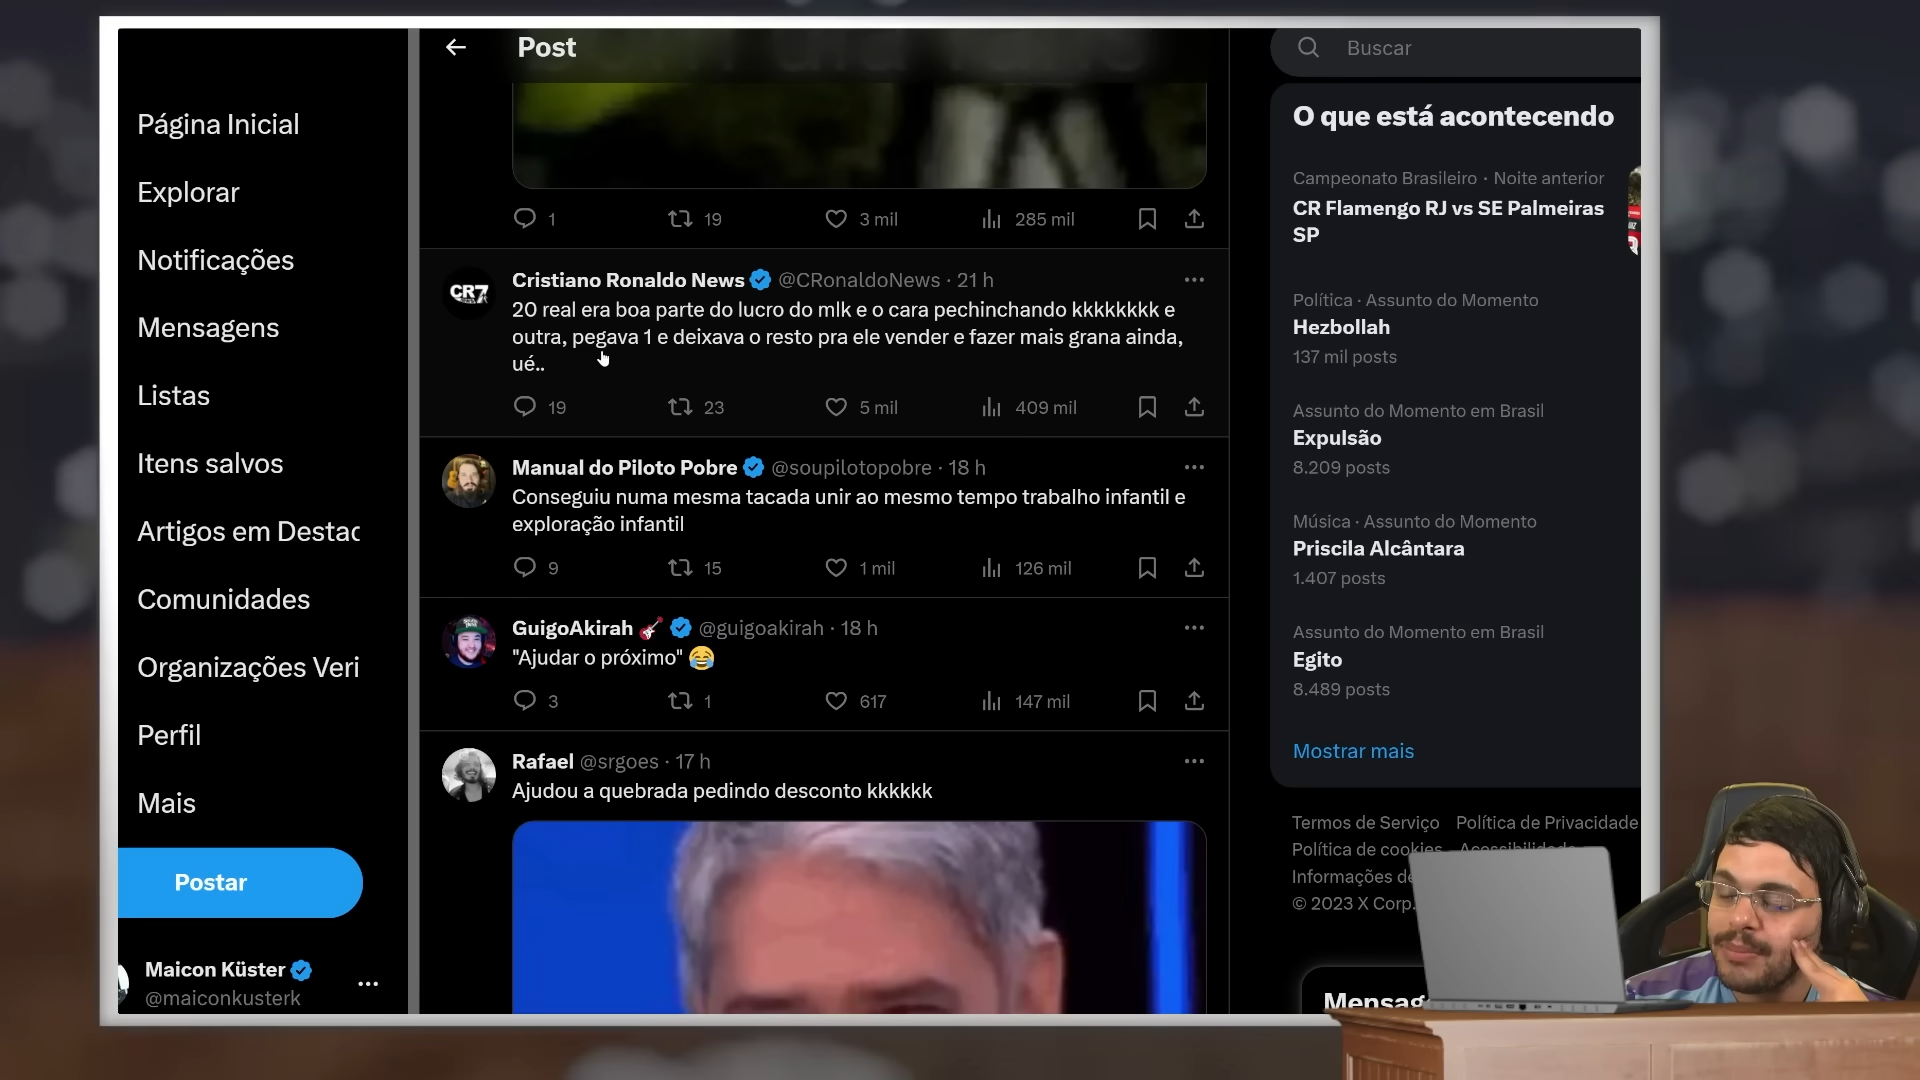 Post
Buscar
Página Inicial
Explorar
Notificações
Mensagens
Listas
Itens salvos
Artigos em Destac
Comunidades
Organizações Veri
Perfil
Mais
Postar
Maicon Küster
@maiconkusterk
1 19 3 mil 285 mil
CR7
Cristiano Ronaldo News @CRonaldoNews · 21 h
20 real era boa parte do lucro do mlk e o cara pechinchando kkkkkkkk e
outra, pegava 1 e deixava o resto pra ele vender e fazer mais grana ainda,
ué..
19 23 5 mil 409 mil
Manual do Piloto Pobre @soupilotopobre · 18 h
Conseguiu numa mesma tacada unir ao mesmo tempo trabalho infantil e
exploração infantil
9 15 1 mil 126 mil
GuigoAkirah 🎸 @guigoakirah · 18 h
"Ajudar o próximo" 😂
3 1 617 147 mil
Rafael @srgoes · 17 h
Ajudou a quebrada pedindo desconto kkkkkk
O que está acontecendo
Campeonato Brasileiro · Noite anterior
CR Flamengo RJ vs SE Palmeiras
SP
Política · Assunto do Momento
Hezbollah
137 mil posts
Assunto do Momento em Brasil
Expulsão
8.209 posts
Música · Assunto do Momento
Priscila Alcântara
1.407 posts
Assunto do Momento em Brasil
Egito
8.489 posts
Mostrar mais
Termos de Serviço Política de Privacidade
Política de cookies Acessibilidade
Informações de
© 2023 X Corp.
Mensag